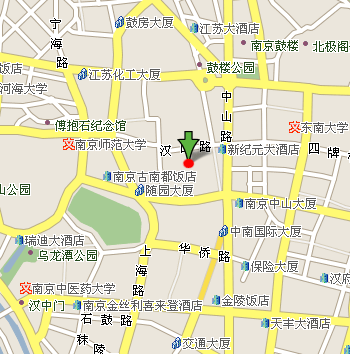 鼓房大厦
江苏大酒店
宁海路
南京鼓楼
北极阁
饭店
江苏化工大厦
鼓楼公园
河海大学
中山路
傅抱石纪念馆
东南大学
南京师范大学
汉
路
新纪元大酒店
四牌
南京古南都饭店
随园大厦
山公园
南京中山大厦
瑞迪大酒店
上海路
华侨路
中南国际大厦
乌龙潭公园
保险大厦
汉府
南京中医药大学
汉中门
南京金丝利喜来登酒店
金陵饭店
石鼓路
秣陵
天丰大酒店
交通大厦